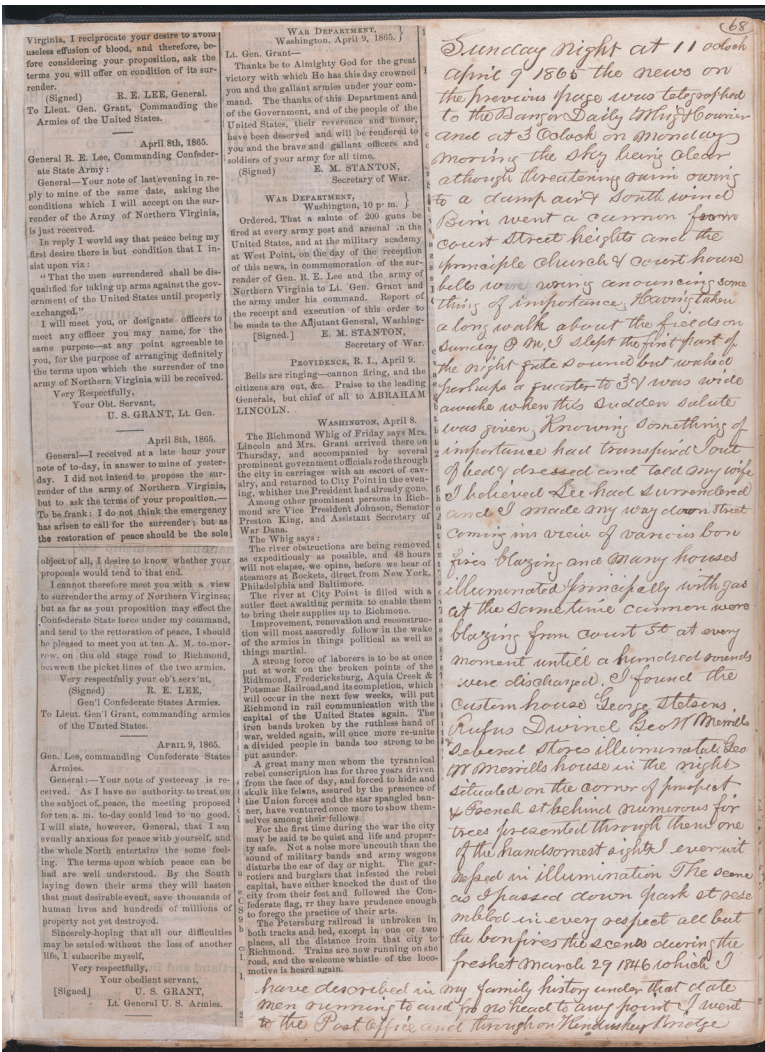 Virginia, I reciprocate your desire to avoid
useless effusion of blood, and therefore, be-
fore considering your proposition, ask the
terms you will offer on condition of its sur-
render.
(Signed) R. E. LEE, General.
To Lieut. Gen. Grant, Commanding the
Armies of the United States.
April 8th, 1865.
General R. E. Lee, Commanding Confeder-
ate State Army :
General—Your note of last evening in re-
ply to mine of the same date, asking the
conditions which I will accept on the sur-
render of the Army of Northern Virginia,
is just received.
In reply I would say that peace being my
first desire there is but condition that I in-
sist upon viz :
"That the men surrendered shall be dis-
qualified for taking up arms against the gov-
ernment of the United States until properly
exchanged."
I will meet you, or designate officers to
meet any officer you may name, for the
same purpose—at any point agreeable to
you, for the purpose of arranging definitely
the terms upon which the surrender of tne
army of Northern Virginia will be received.
Very Respectfully,
Your Obt. Servant,
U. S. GRANT, Lt. Gen.
April 8th, 1865.
General—I received at a late hour your
note of to-day, in answer to mine of yester-
day. I did not intend to propose the sur-
render of the army of Northern Virginia,
but to ask the terms of your proposition.—
To be frank : I do not think the emergency
has arisen to call for the surrender ; but as
the restoration of peace should be the sole
object of all, I desire to know whether your
proposals would tend to that end.
I cannot therefore meet you with a view
to surrender the army of Northern Virginsa;
but as far as your proposition may effect the
Confederate State force under my command,
and tend to the rettoration of peace, I should
be pleased to meet you at ten A. M. to-mor-
row, on thu old stage road to Richmond,
between the picket lines of the two armies.
Very respectfnlly your ob't serv'nt,
(Signed) R. E. LEE,
Gen'l Confederate States Armies.
To Lieut. Gen'l Grant, commanding armies
of the United States.
APRIL 9, 1865.
Gen. Lee, commanding Confederate States
Armies.
General :—Your note of yesteresy is re-
ceived. As I have no authority to treat on
the subject of peace, the meeting proposed
for ten a. m. to-day could lead to no good.
I will slate, however, General, that I am
evually anxious for peace with yourself, and
the whole North entertains the some feel-
ing. The terms upon which peace can be
had are well understood. By the South
laying down their arms they will hasten
that most desirable event, save thousands of
human lives and hundreds of millions of
property not yet destroyed.
Sincerely-hoping that all our difficulties
may be settled without the loss of another
life, I subscribe myself,
Very respectfully,
Your obedient servant,
[Signed] U. S. GRANT,
Lt. General U. S. Armies.
WAR DEPARTMENT,
Washington, April 9, 1865. }
Lt. Gen. Grant—
Thanks be to Almighty God for the great
victory with which He has this day crowned
you and the gallant armies under your com-
mand. The thanks of this Department and
of the Government, and of the people of the
United States, their reverence and honor,
have been deserved and will be rendered to
you and the brave and gallant officers and
soldiers of your army for all time.
(Signed) E. M. STANTON,
Secretary of War.
WAR DEPARTMENT,
Washington, 10 p· m. }
Ordered, That a salute of 200 guns be
fired at every army post and arsenal in the
United States, and at the military academy
at West Point, on the day of the reception
of this news, in commemoration of the sur-
render of Gen. R. E. Lee and the army of
Northern Virginia to Lt. Gen. Grant and
the army under his command. Report of
the receipt and execution of this order to
be made to the Adjutant General, Washing-
[Signed.] E. M. STANTON,
Secretary of War.
PROVIDENCE, R. I., April 9.
Bells are ringing—cannon firing, and the
citizens are out, &c. Praise to the leading
Generals, but chief of all to ABRAHAM
LINCOLN.
WASHINGTON, April 8.
The Richmond Whig of Friday says Mrs.
Lincoln and Mrs. Grant arrived there on
Thursday, and accompanied by several
prominent government officials rode through
the city in carriages with an escort of cav-
alry, and returned to City Point in the even-
ing, whither tne President had already gone.
Among other prominent persons in Rich-
mond are Vice President Johnson, Senator
Preston King, and Assistant Secretary of
War Dana.
The Whig says :
The river obstructions are being removed
as expeditiously as possible, and 48 hours
will not elapse, we opine, before we hear of
steamers at Rockets, direct from New York,
Philadelphia and Baltimore.
The river at City Point is filled with a
sutler fleet awaiting permits to enable them
to bring their supplies up to Richmond.
Improvement, renovation and reconstruc-
tion will most assuredly follow in the wake
of the armies in things political as well as
things martial.
A strong force of laborers is to be at once
put at work on the broken points of the
Ridhmond, Fredericksburg, Aquia Creek &
Potomac Railroad, and its completion, which
will occur in the next few weeks, will put
Richmond in rail communication with the
capital of the United States again. The
iron bands broken by the ruthless hand of
war, welded again, will once more re-unite
a divided people in bands too strong to be
put asunder.
A great many men whom the tyrannical
rebel conscription has for three years driven
from the face of day, and forced to hide and
skulk like felons, assured by the presence of
the Union forces and the star spangled ban-
ner, have ventured once more to show them-
selves among their fellows.
For the first time during the war the city
may be said to be quiet and life and proper-
ty safe. Not a noise more uncouth than the
sound of military bands and army wagons
disturbs the ear of day or night. The gar-
roters and burglars that infested the rebel
capital, have either knocked the dust of the
city from their feet and followed the Con-
federate flag, or they have prudence enough
to forego the practice of their arts.
The Petersburg railroad is unbroken in
both tracks and bed, except in one or two
places, all the distance from that city to
Richmond. Trains are now running on she
road, and the welcome whistle of the loco-
motive is heard again.
68
Sunday night at 11 oclock
April 9 1865 the news on
the previous page was telegraphed
to the Bangor Daily Whig & Courier
and at 3 Oclock on Monday
morning the sky being clear
although threatening rain owing
to a damp air & South wind
Bim went a cannon from
court street heights and the
principle church & court house
bells were wring anouncing some
thing of importance. Having taken
a long walk about the fields on
Sunday P.M. I slept the first part of
the night quite sound but waked
perhaps a quarter to 3 & was wide
awake when this sudden salute
was given, Knowing something of
importance had transpired I out
of bed & dressed and told my wife
I believed Lee had surrendered
and I made my way down street
coming in view of various bon
fires blazing and many houses
illuminated principally with gas
at the same time cannon were
blazing from court St at every
moment untill a hundred rounds
were discharged, I found the
custom house George Stetsons,
Rufus Dwinel Geo W Merrills
several stores illuminated. Geo
W Merrills house in the night
situated on the corner of prospect
& French st behind numerous fir
trees presented through them one
of the handsomest sights I ever wit
nessed in illumination The scene
as I passed down park st rese
mbled in every respect all but
the bonfires the scenes during the
freshet March 29 1846 which I
have described in my family history under that date
men running to and fro no head to any point I went
to the Post Office and through on Kenduskeag Bridge